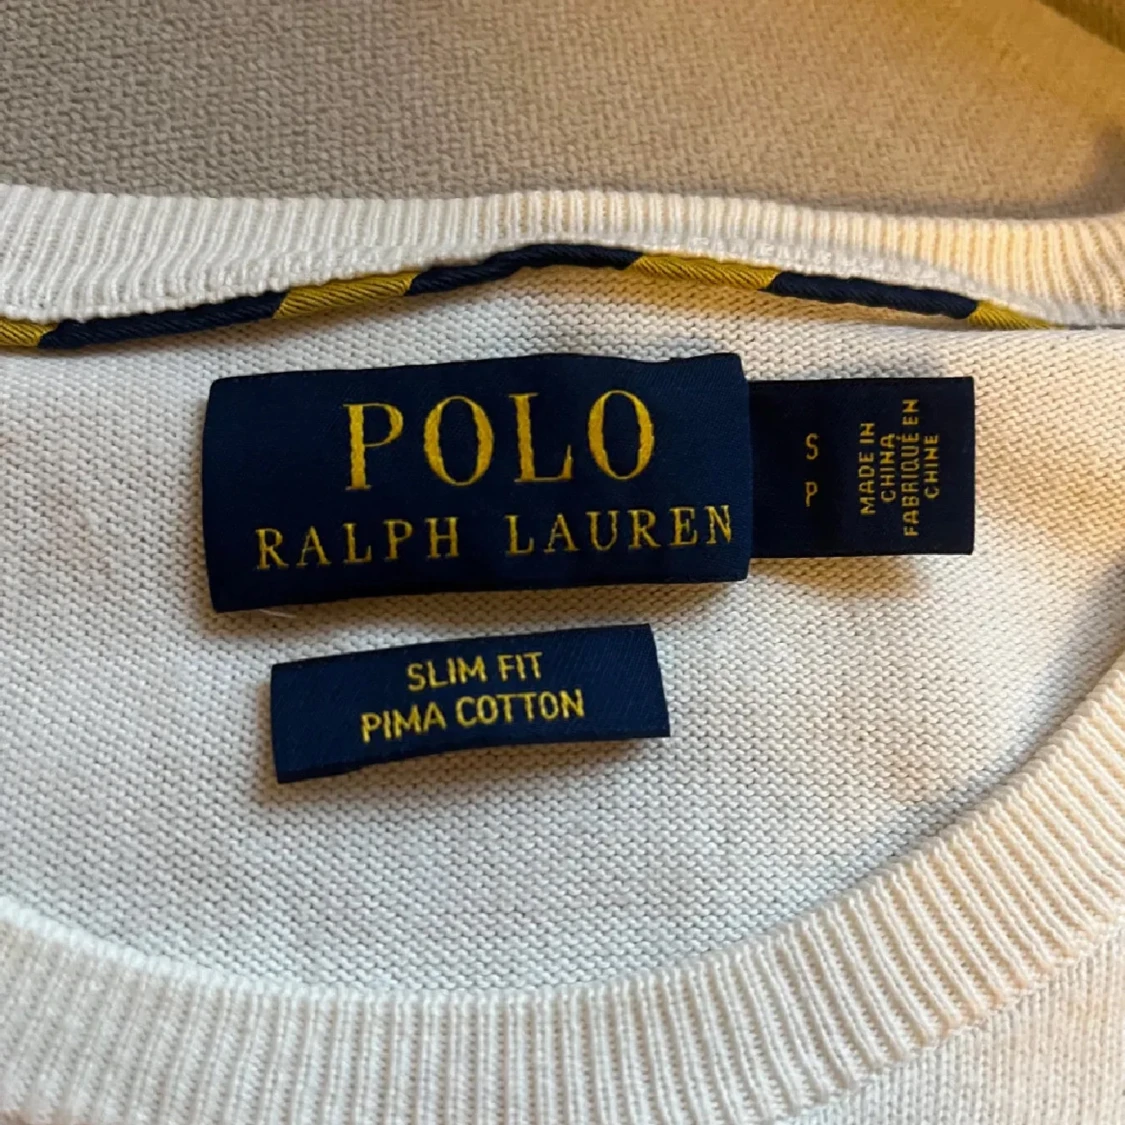 POLO
RALPH LAUREN
S
P
MADE IN
CHINA
FABRIQUÉ EN
CHINE
SLIM FIT
PIMA COTTON